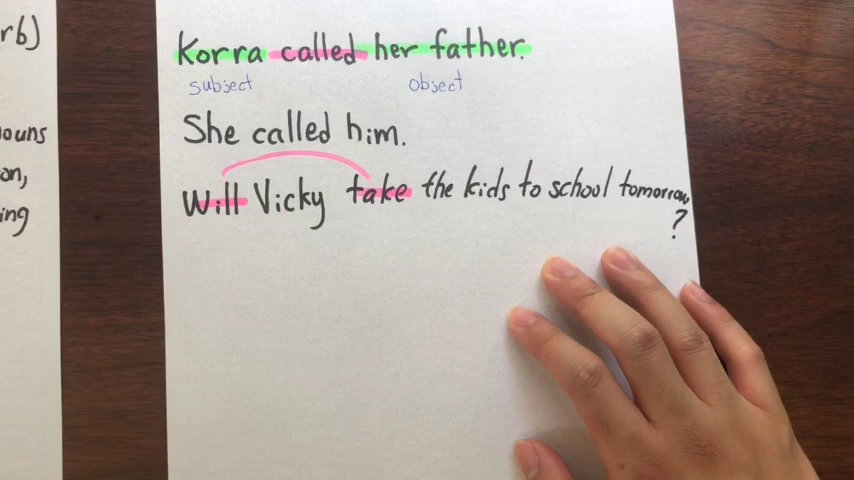 rb)
ouns
on,
ing
Korra called her father.
subject object
She called him.
Will Vicky take the kids to school tomorrow
?